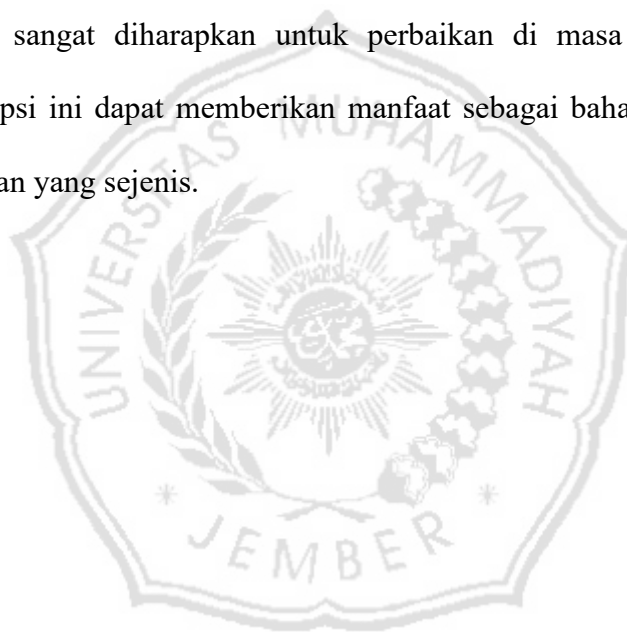 sangat diharapkan untuk perbaikan di masa
psi ini dapat memberikan manfaat sebagai baha
an yang sejenis.
UNIVERSITAS MUHAMMADIYAH
JEMBER